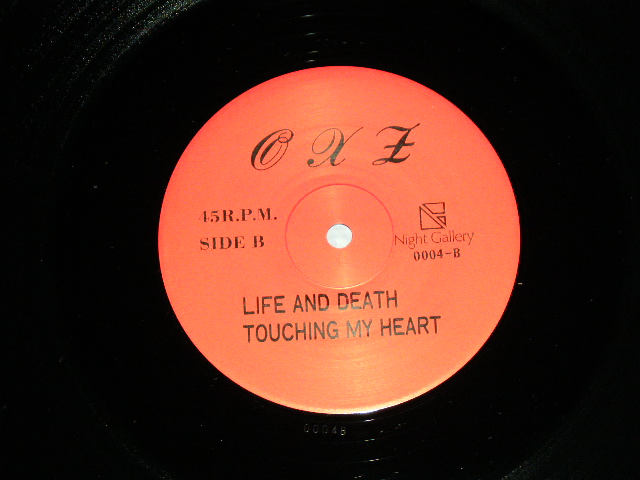 O X Z
45R.P.M.
SIDE B
Night Gallery
0004-B
LIFE AND DEATH
TOUCHING MY HEART
0004B